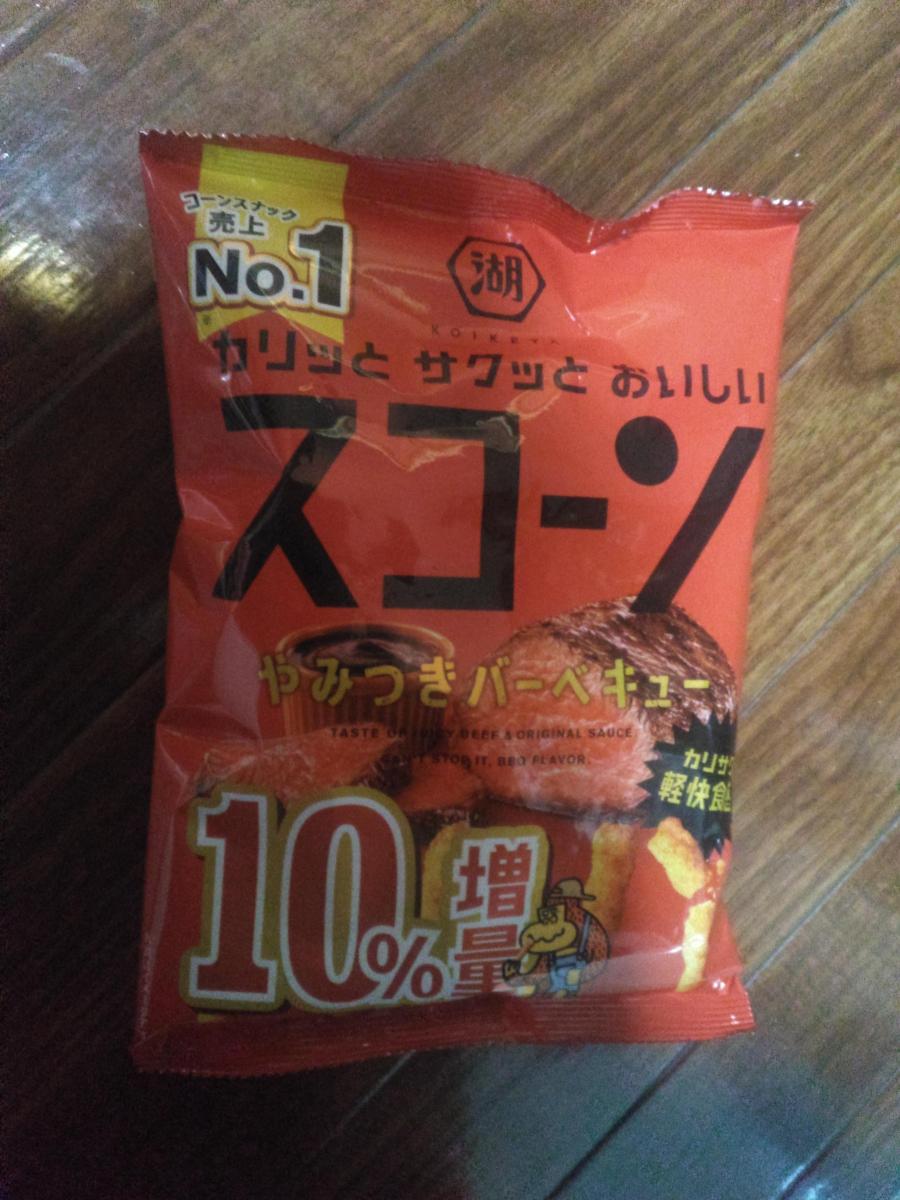 コーンスナック
売上
No.1
湖
KOIKEYA
カリッと サクッと おいしい
スコーン
やみつきバーベキュー
TASTE OF JUICY BEEF & ORIGINAL SAUCE.
CAN'T STOP IT, BBQ FLAVOR.
カリサク
軽快食
10%
増量